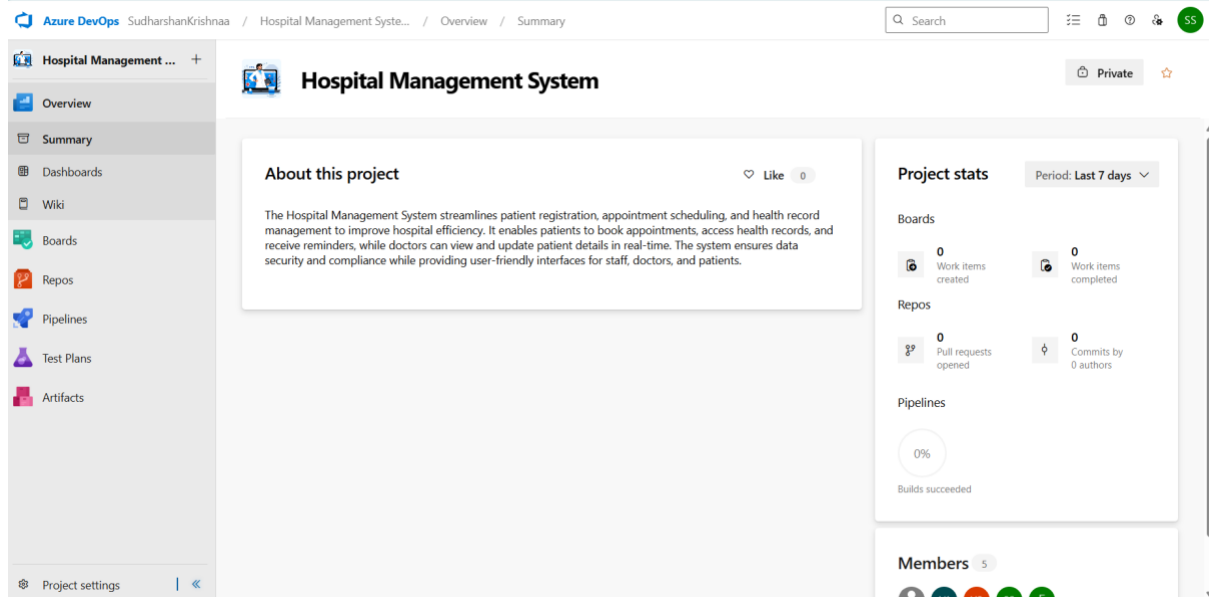 Azure DevOps SudharshanKrishnaa / Hospital Management Syste... / Overview / Summary
Search
SS
Hospital Management ... +
Overview
Summary
Dashboards
Wiki
Boards
Repos
Pipelines
Test Plans
Artifacts
Project settings
Hospital Management System
Private
About this project
Like 0
The Hospital Management System streamlines patient registration, appointment scheduling, and health record
management to improve hospital efficiency. It enables patients to book appointments, access health records, and
receive reminders, while doctors can view and update patient details in real-time. The system ensures data
security and compliance while providing user-friendly interfaces for staff, doctors, and patients.
Project stats
Period: Last 7 days
Boards
0
Work items
created
0
Work items
completed
Repos
0
Pull requests
opened
0
Commits by
0 authors
Pipelines
0%
Builds succeeded
Members 5